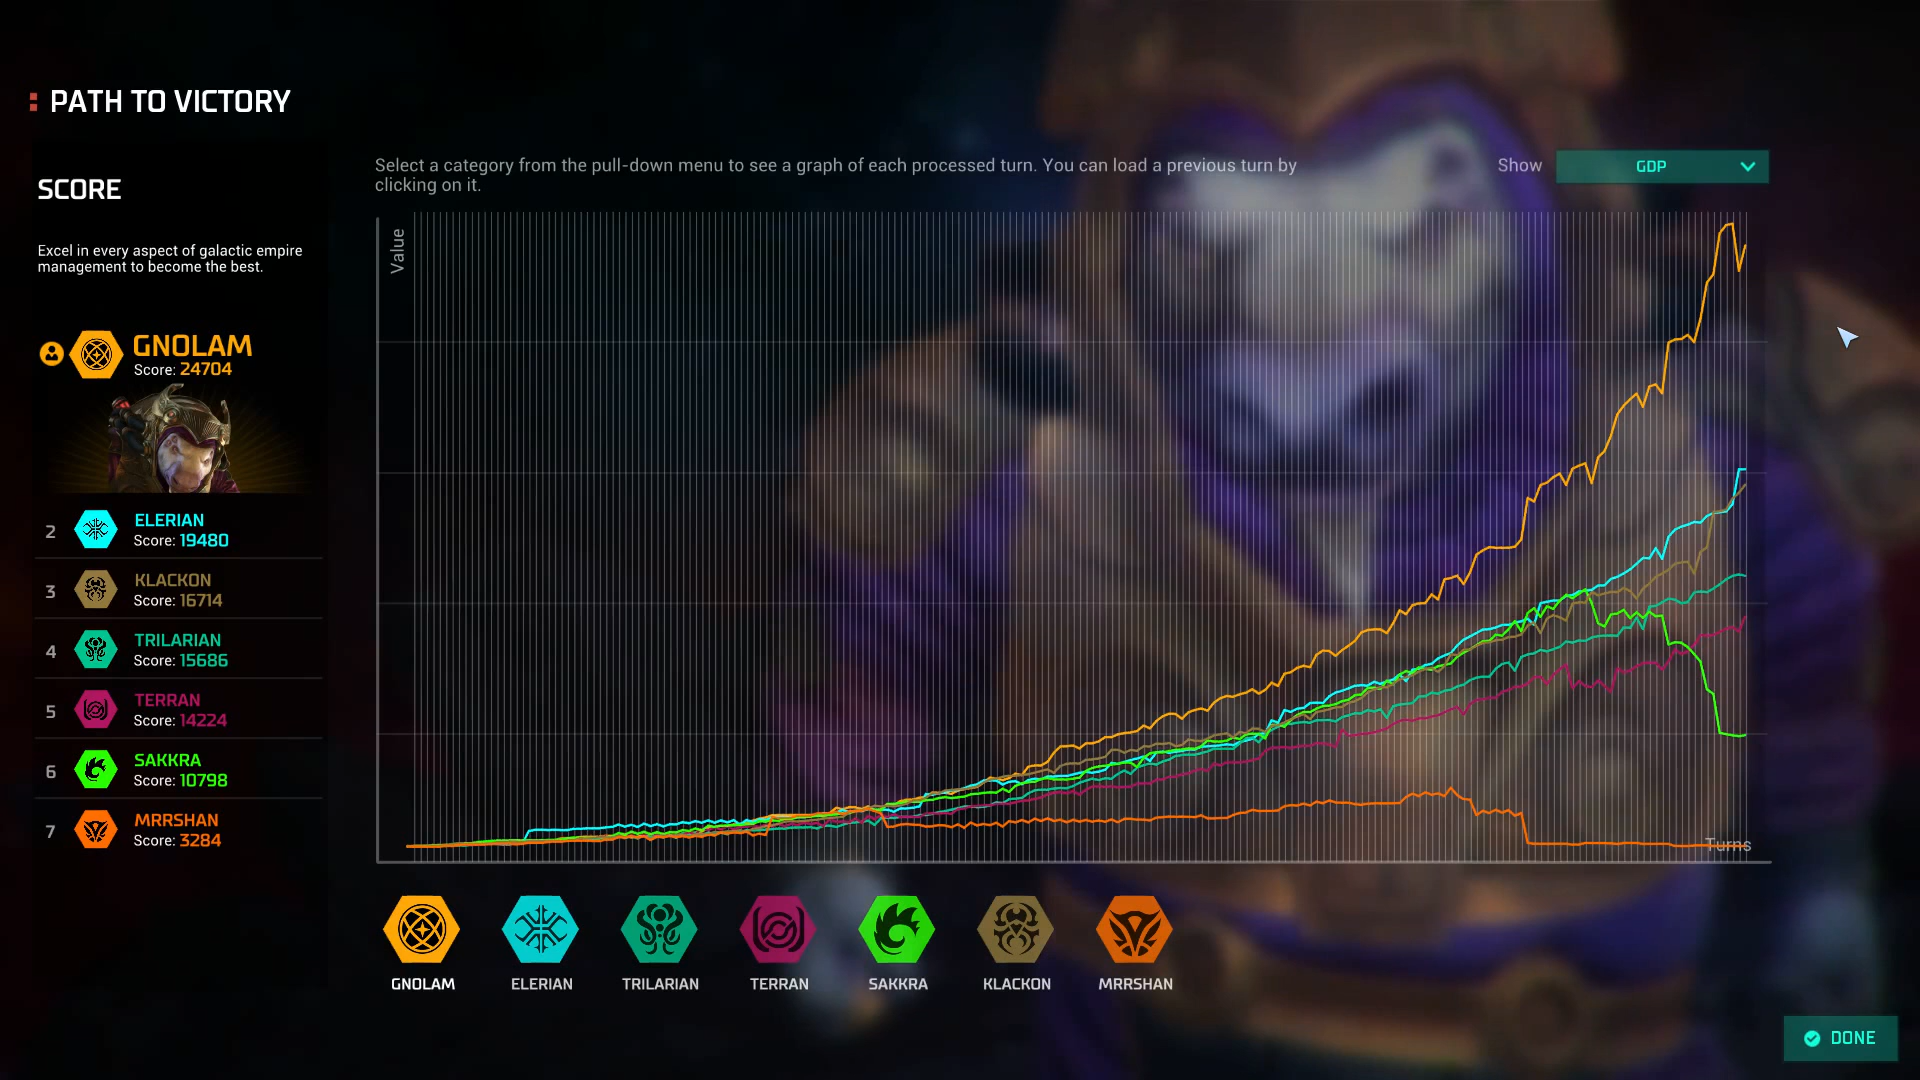 PATH TO VICTORY
SCORE
Excel in every aspect of galactic empire
management to become the best.
GNOLAM
Score: 24704
2
ELERIAN
Score: 19480
3
KLACKON
Score: 16714
4
TRILARIAN
Score: 15686
5
TERRAN
Score: 14224
6
SAKKRA
Score: 10798
7
MRRSHAN
Score: 3284
Select a category from the pull-down menu to see a graph of each processed turn. You can load a previous turn by
clicking on it.
Show
GDP
Value
Turns
GNOLAM
ELERIAN
TRILARIAN
TERRAN
SAKKRA
KLACKON
MRRSHAN
DONE